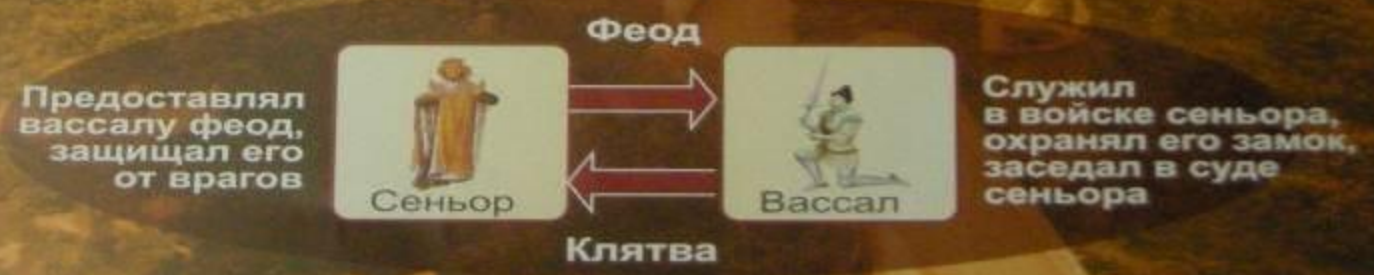 Феод
Предоставлял
вассалу феод,
защищал его
от врагов
Сеньор
Вассал
Служил
в войске сеньора,
охранял его замок,
заседал в суде
сеньора
Клятва